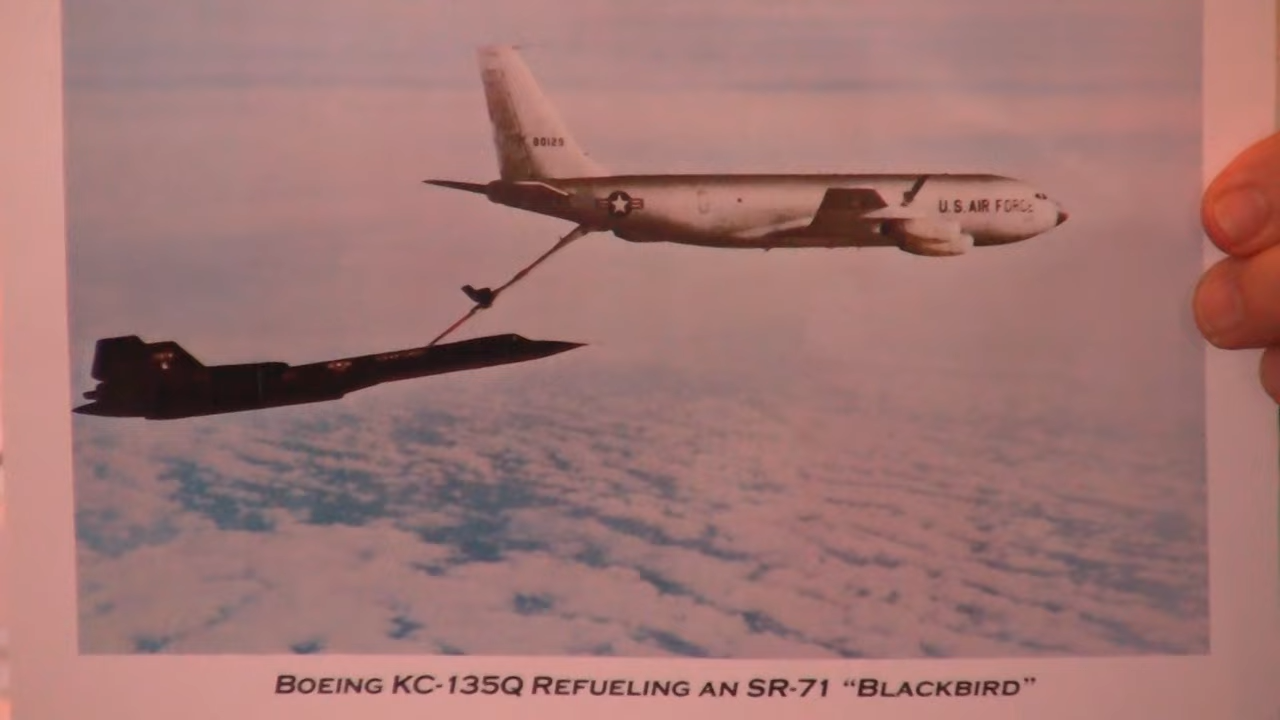 80129
U.S. AIR FORCE
BOEING KC-135Q REFUELING AN SR-71 “BLACKBIRD”